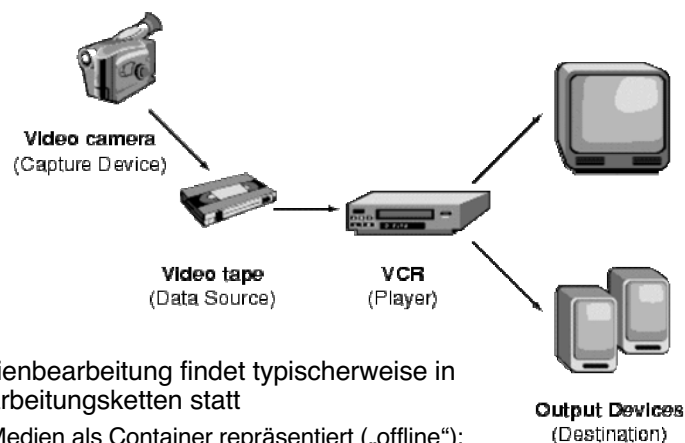 Video camera
(Capture Device)
Video tape
(Data Source)
VCR
(Player)
Output Devices
(Destination)
ienbearbeitung findet typischerweise in
arbeitungsketten statt
Medien als Container repräsentiert („offline“):